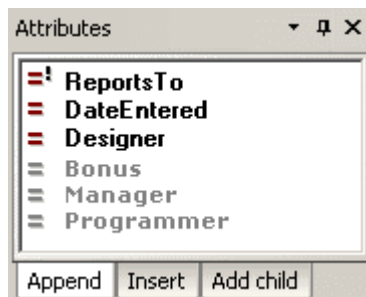 Attributes
ReportsTo
DateEntered
Designer
Bonus
Manager
Programmer
Append Insert Add child